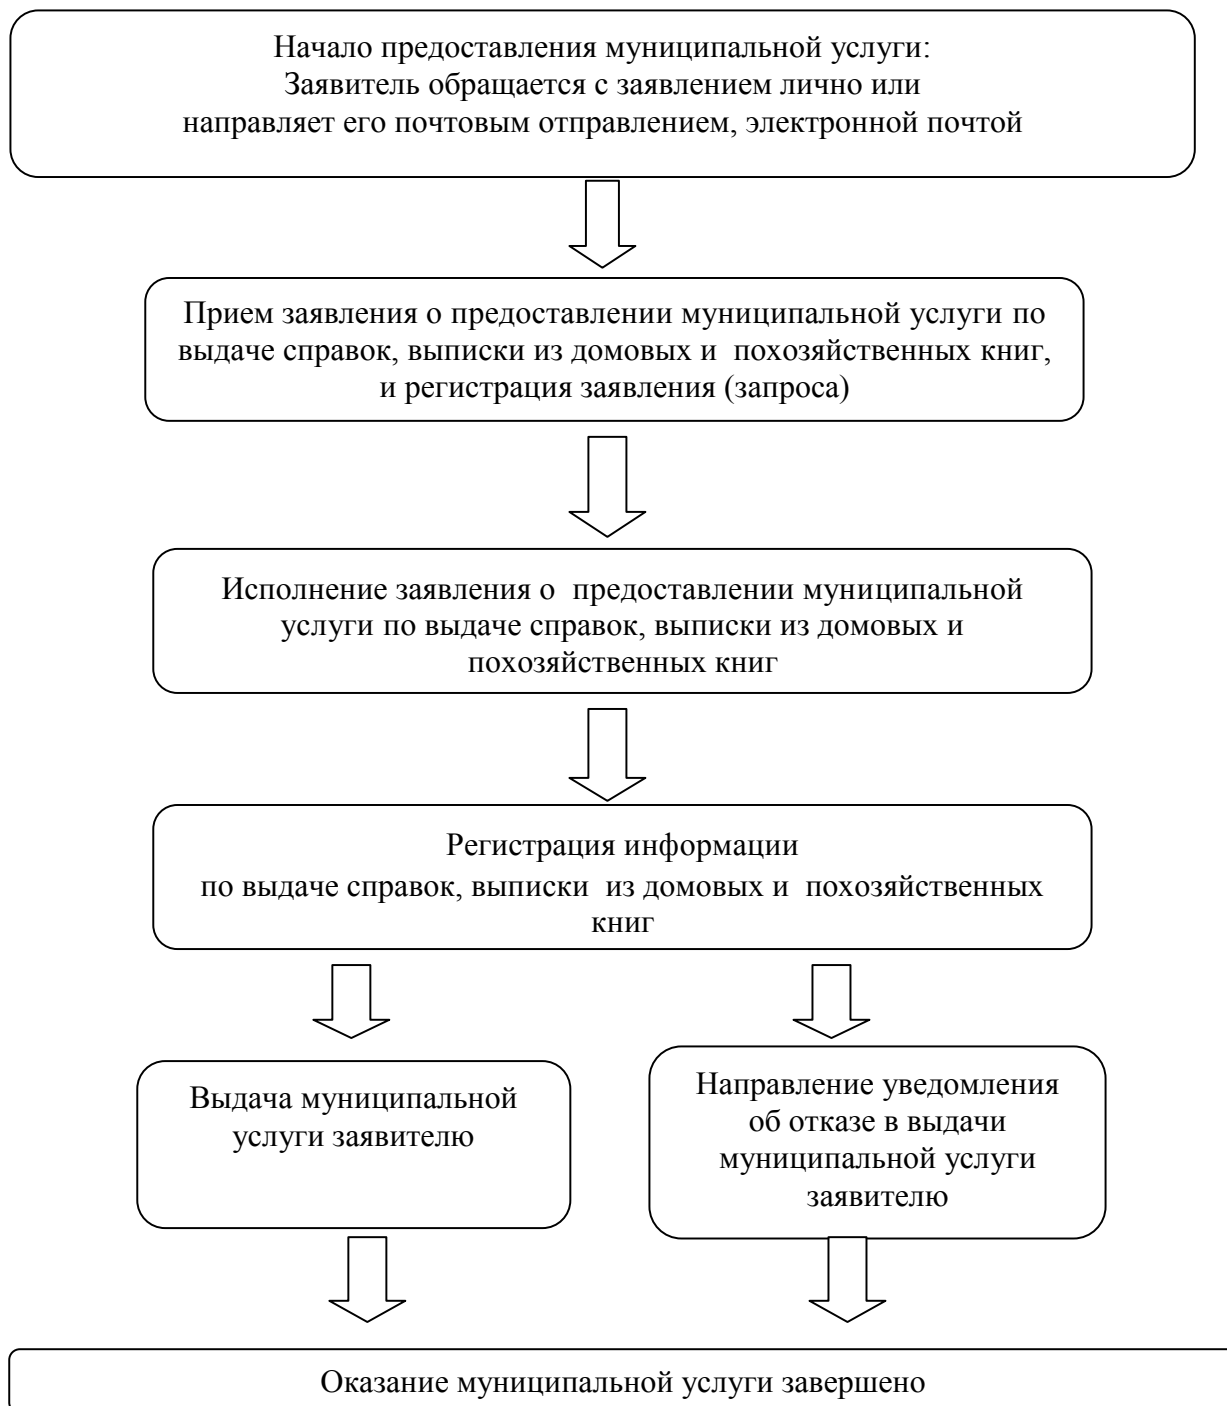 Начало предоставления муниципальной услуги:
Заявитель обращается с заявлением лично или
направляет его почтовым отправлением, электронной почтой
Прием заявления о предоставлении муниципальной услуги по
выдаче справок, выписки из домовых и похозяйственных книг,
и регистрация заявления (запроса)
Исполнение заявления о предоставлении муниципальной
услуги по выдаче справок, выписки из домовых и
похозяйственных книг
Регистрация информации
по выдаче справок, выписки из домовых и похозяйственных
книг
Выдача муниципальной
услуги заявителю
Направление уведомления
об отказе в выдачи
муниципальной услуги
заявителю
Оказание муниципальной услуги завершено